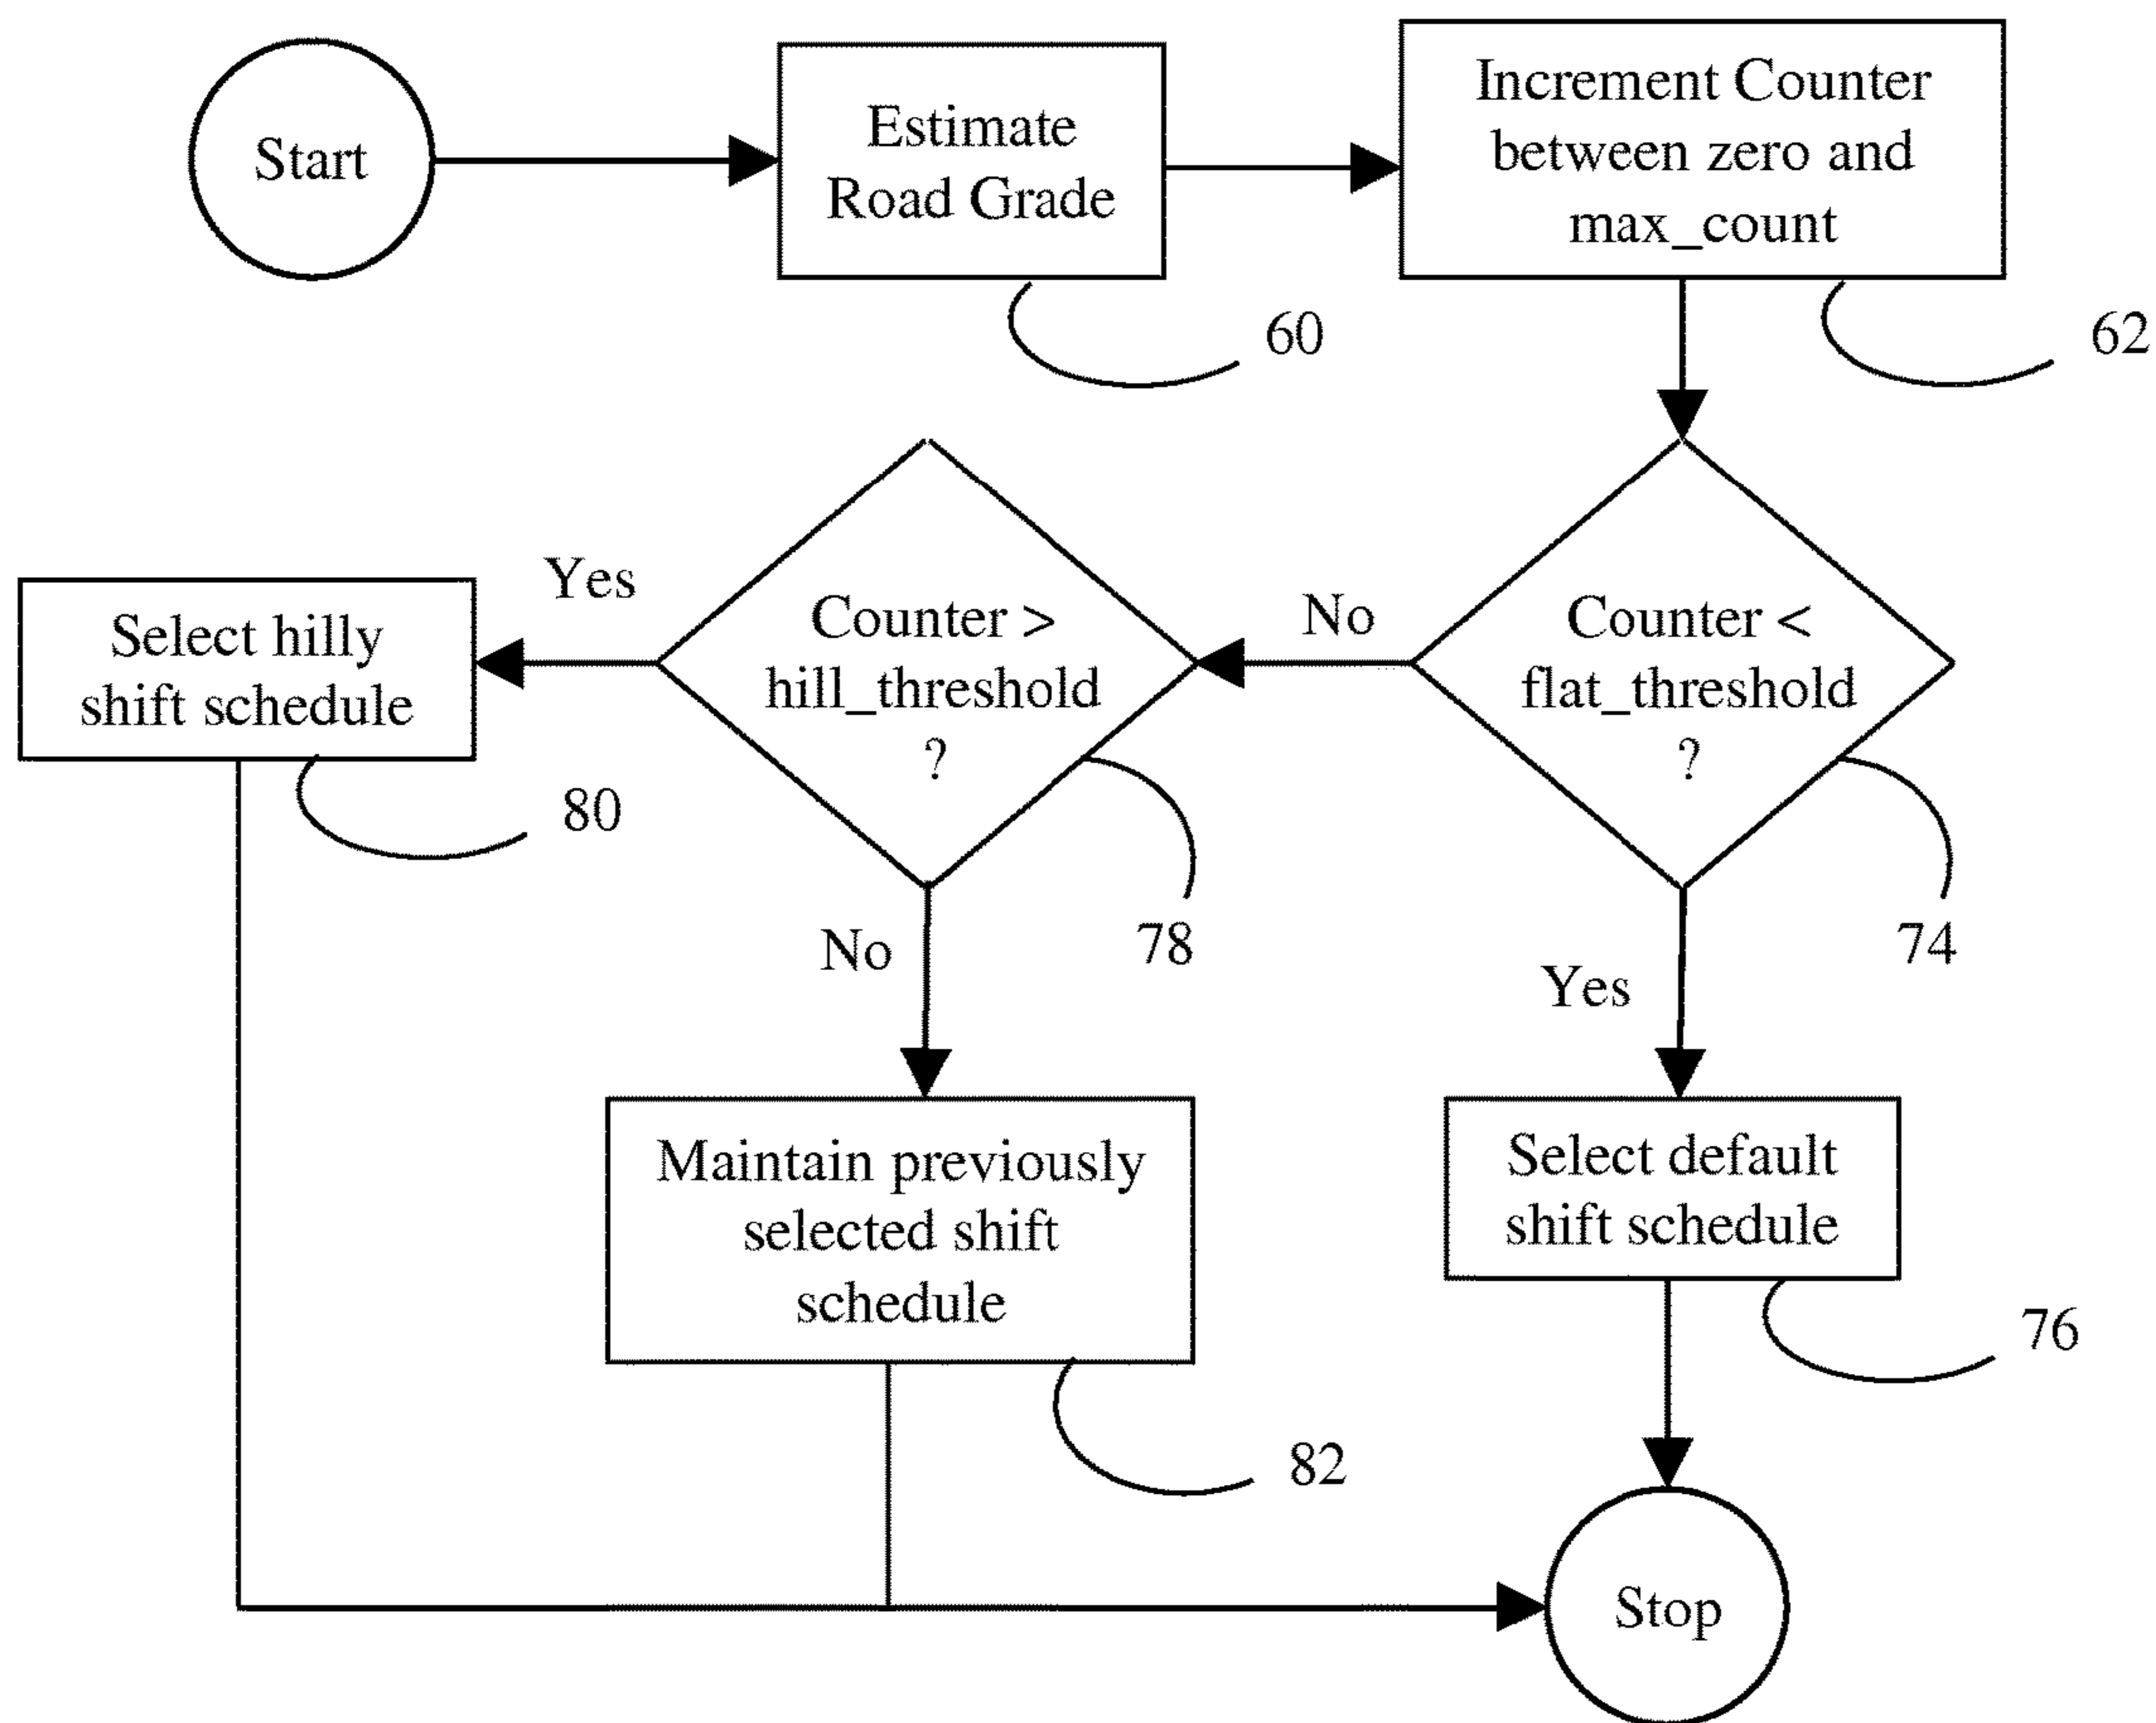 Start
Estimate
Road Grade
60
Increment Counter
between zero and
max_count
62
Counter <
flat_threshold
?
74
No
Yes
Counter >
hill_threshold
?
78
Yes
No
Select hilly
shift schedule
80
Maintain previously
selected shift
schedule
82
Select default
shift schedule
76
Stop